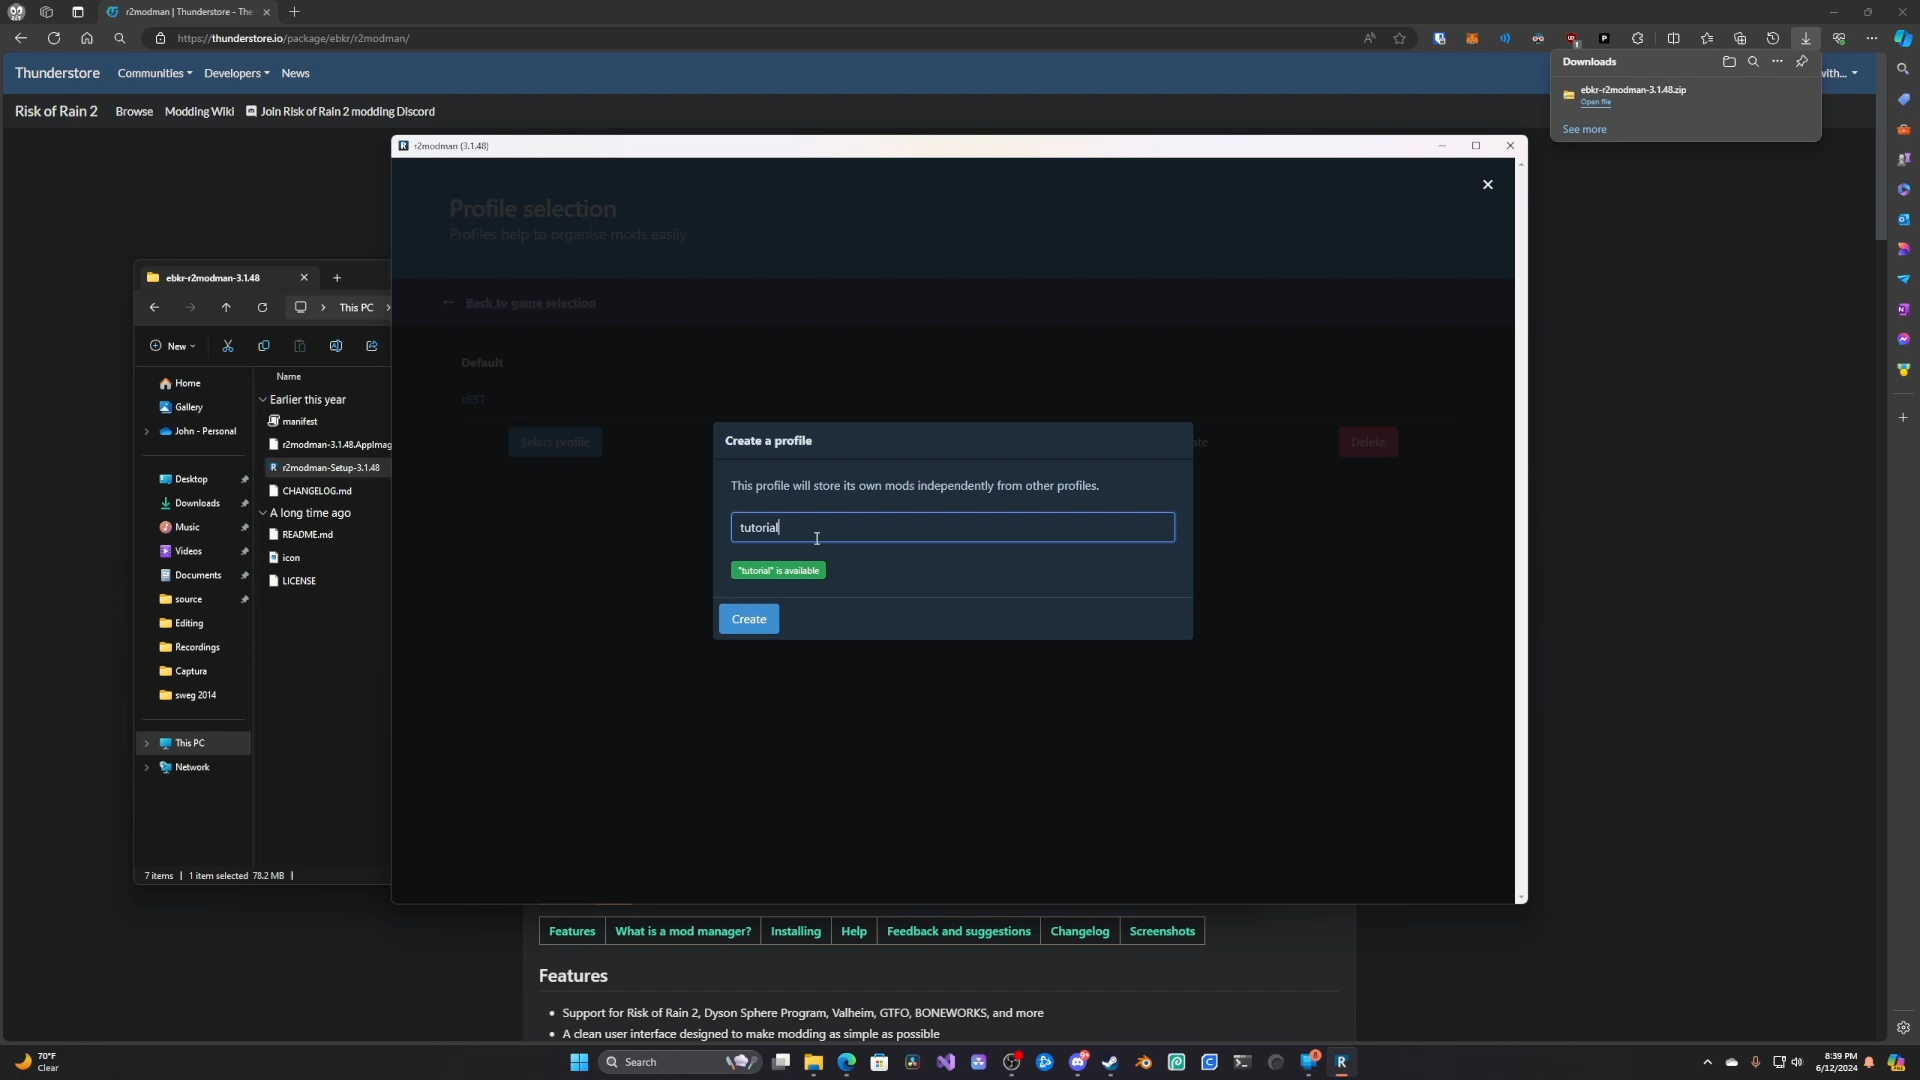 r2modman | Thunderstore - The
https://thunderstore.io/package/ebkr/r2modman/
Thunderstore Communities Developers News
Risk of Rain 2 Browse Modding Wiki Join Risk of Rain 2 modding Discord
Downloads
with...
ebkr-r2modman-3.1.48.zip
Open file
See more
r2modman (3.1.48)
Profile selection
Profiles help to organise mods easily
Back to game selection
Default
tEST
Select profile
ate
Delete
Create a profile
This profile will store its own mods independently from other profiles.
tutorial
"tutorial" is available
Create
ebkr-r2modman-3.1.48
This PC
New
Name
Home
Gallery
John - Personal
Desktop
Downloads
Music
Videos
Documents
source
Editing
Recordings
Captura
sweg 2014
This PC
Network
Earlier this year
manifest
r2modman-3.1.48.AppImag
r2modman-Setup-3.1.48
CHANGELOG.md
A long time ago
README.md
icon
LICENSE
7 items 1 item selected 78.2 MB
Features What is a mod manager? Installing Help Feedback and suggestions Changelog Screenshots
Features
• Support for Risk of Rain 2, Dyson Sphere Program, Valheim, GTFO, BONEWORKS, and more
• A clean user interface designed to make modding as simple as possible
70°F
Clear
Search
8:39 PM
6/12/2024